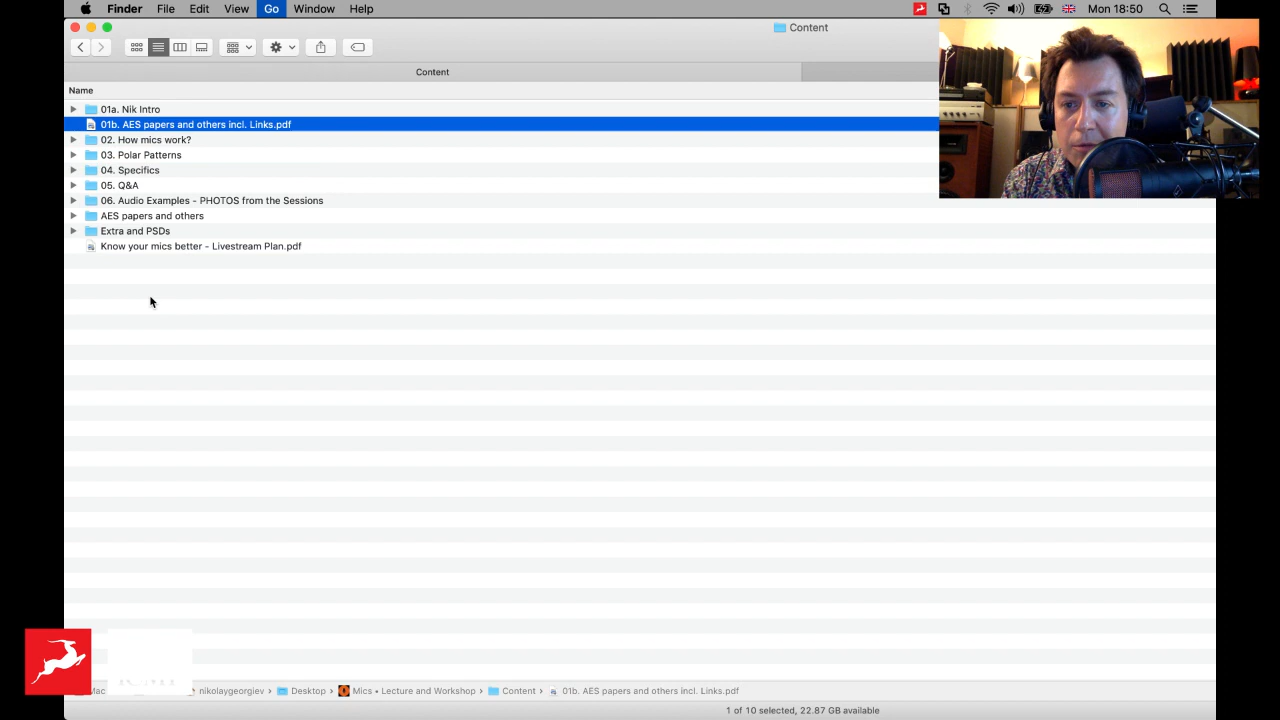 Finder File Edit View Go Window Help Mon 18:50
Content
Content
Name
01a. Nik Intro
01b. AES papers and others incl. Links.pdf
02. How mics work?
03. Polar Patterns
04. Specifics
05. Q&A
06. Audio Examples - PHOTOS from the Sessions
AES papers and others
Extra and PSDs
Know your mics better - Livestream Plan.pdf
nikolaygeorgiev › Desktop › Mics • Lecture and Workshop › Content › 01b. AES papers and others incl. Links.pdf
1 of 10 selected, 22.87 GB available